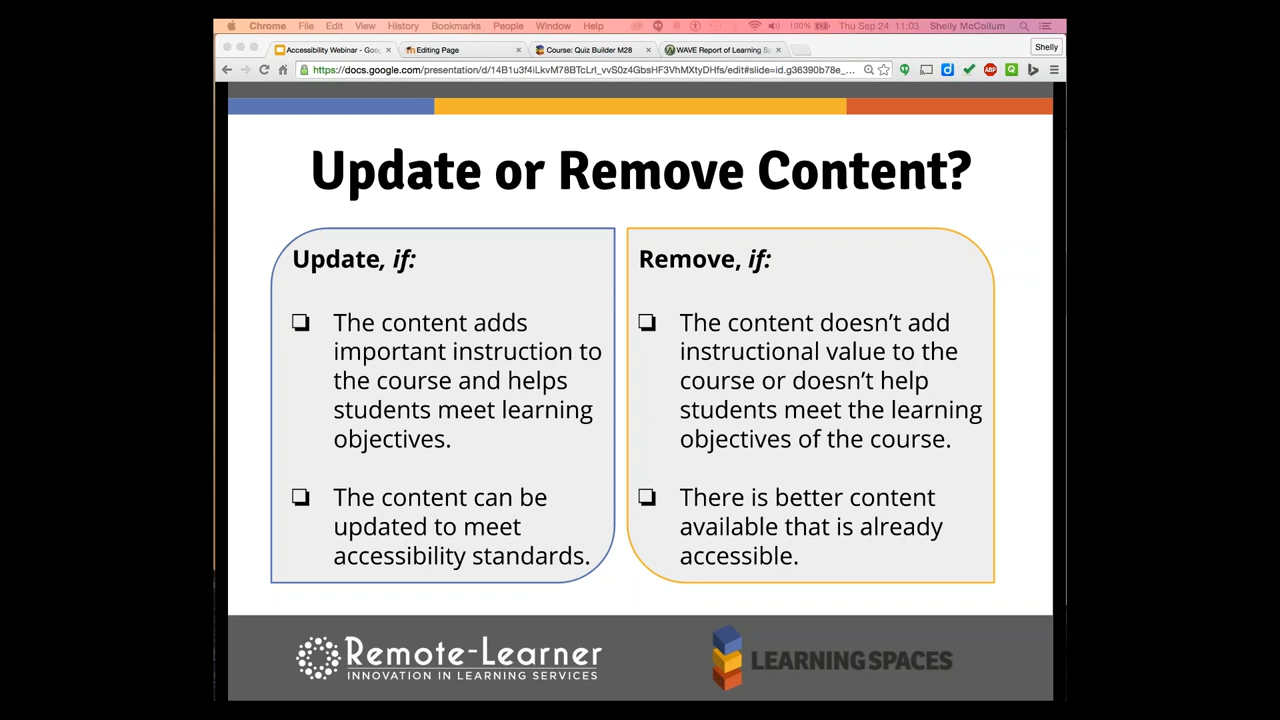 Chrome File Edit View History Bookmarks People Window Help 100% Thu Sep 24 11:03 Shelly McCollum
Accessibility Webinar - Goo Editing Page Course: Quiz Builder M28 WAVE Report of Learning Sp Shelly
Update or Remove Content?
Update, if:
❏ The content adds
important instruction to
the course and helps
students meet learning
objectives.
❏ The content can be
updated to meet
accessibility standards.
Remove, if:
❏ The content doesn’t add
instructional value to the
course or doesn’t help
students meet the learning
objectives of the course.
❏ There is better content
available that is already
accessible.
Remote-Learner
INNOVATION IN LEARNING SERVICES
LEARNING SPACES